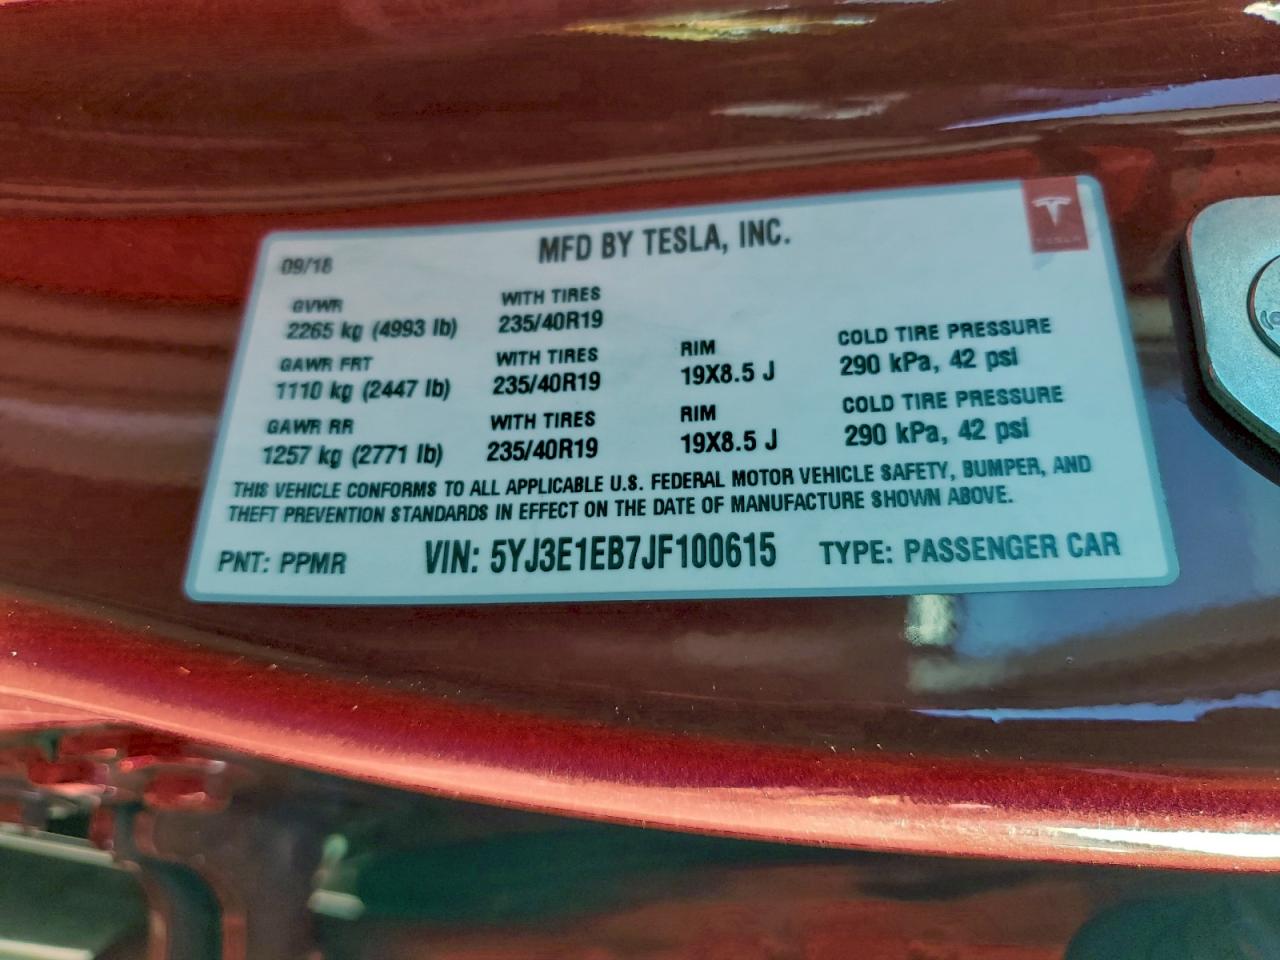 MFD BY TESLA, INC.
TESLA
09/18
GVWR WITH TIRES
2265 kg (4993 lb) 235/40R19
GAWR FRT WITH TIRES RIM COLD TIRE PRESSURE
1110 kg (2447 lb) 235/40R19 19X8.5 J 290 kPa, 42 psi
GAWR RR WITH TIRES RIM COLD TIRE PRESSURE
1257 kg (2771 lb) 235/40R19 19X8.5 J 290 kPa, 42 psi
THIS VEHICLE CONFORMS TO ALL APPLICABLE U.S. FEDERAL MOTOR VEHICLE SAFETY, BUMPER, AND
THEFT PREVENTION STANDARDS IN EFFECT ON THE DATE OF MANUFACTURE SHOWN ABOVE.
PNT: PPMR VIN: 5YJ3E1EB7JF100615 TYPE: PASSENGER CAR